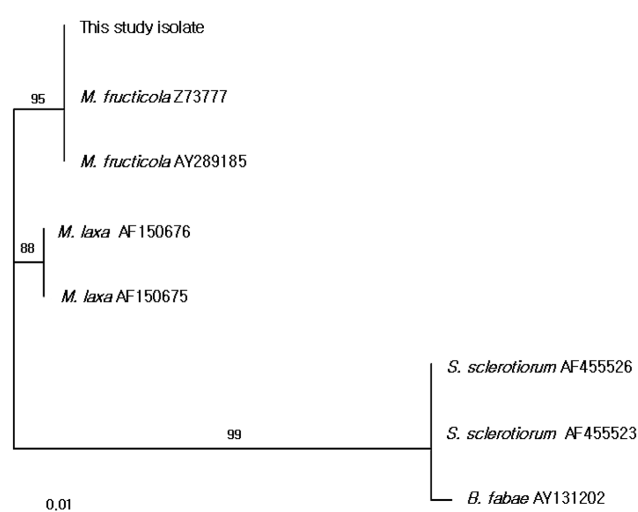 This study isolate
95
M. fructicola Z73777
M. fructicola AY289185
M. laxa AF150676
88
M. laxa AF150675
S. sclerotiorum AF455526
99
S. sclerotiorum AF455523
B. fabae AY131202
0.01